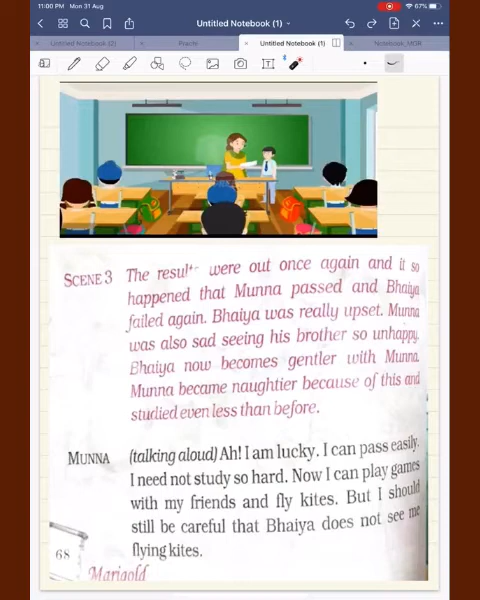 11:00 PM Mon 31 Aug
67%
Untitled Notebook (1)
Untitled Notebook (2)
Practe
Untitled Notebook (1)
Notebook, MDR
SCENE 3 The results were out once again and it so
happened that Munna passed and Bhaiya
failed again. Bhaiya was really upset. Munna
was also sad seeing his brother so unhappy.
Bhaiya now becomes gentler with Munna.
Munna became naughtier because of this and
studied even less than before.
MUNNA (talking aloud) Ah! I am lucky. I can pass easily.
I need not study so hard. Now I can play games
with my friends and fly kites. But I should
still be careful that Bhaiya does not see me
flying kites.
68
Marigold